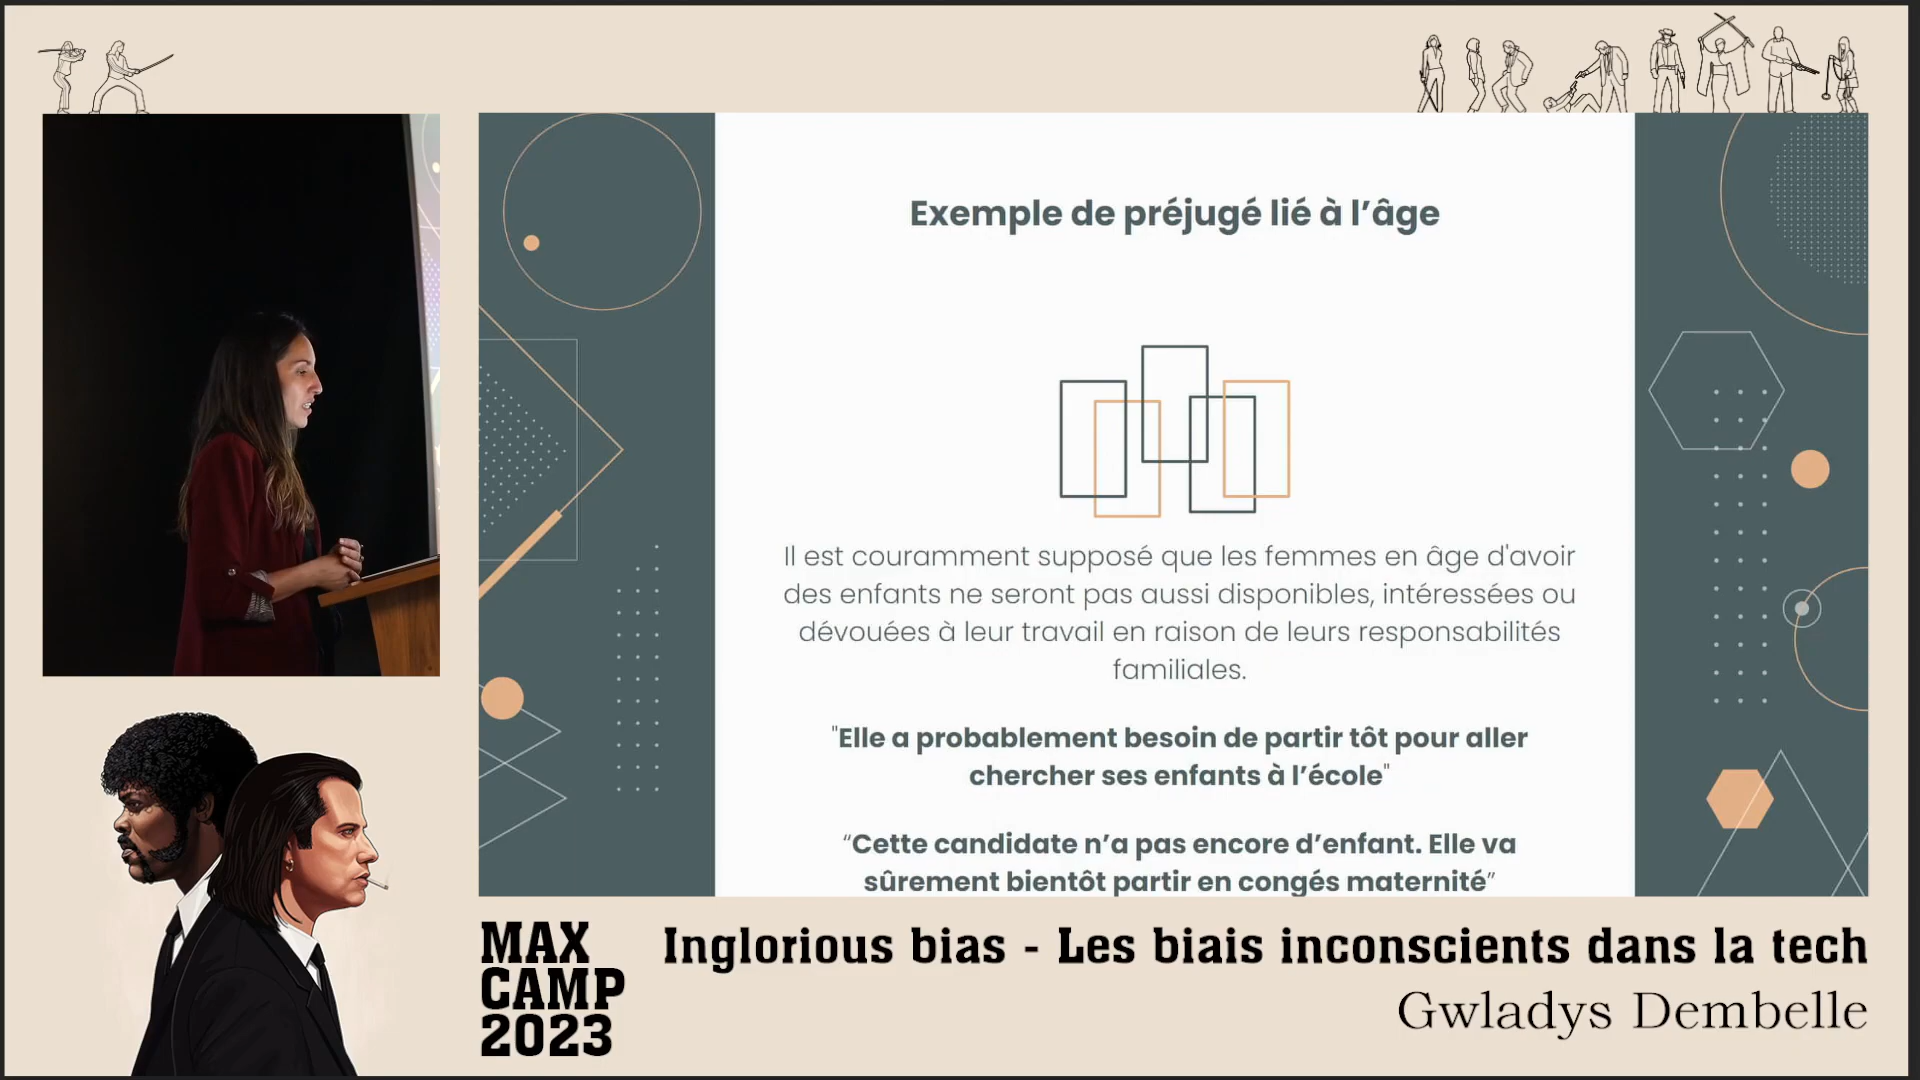 Exemple de préjugé lié à l’âge
Il est couramment supposé que les femmes en âge d'avoir
des enfants ne seront pas aussi disponibles, intéressées ou
dévouées à leur travail en raison de leurs responsabilités
familiales.
"Elle a probablement besoin de partir tôt pour aller
chercher ses enfants à l’école"
“Cette candidate n’a pas encore d’enfant. Elle va
sûrement bientôt partir en congés maternité”
MAX
CAMP
2023
Inglorious bias - Les biais inconscients dans la tech
Gwladys Dembelle